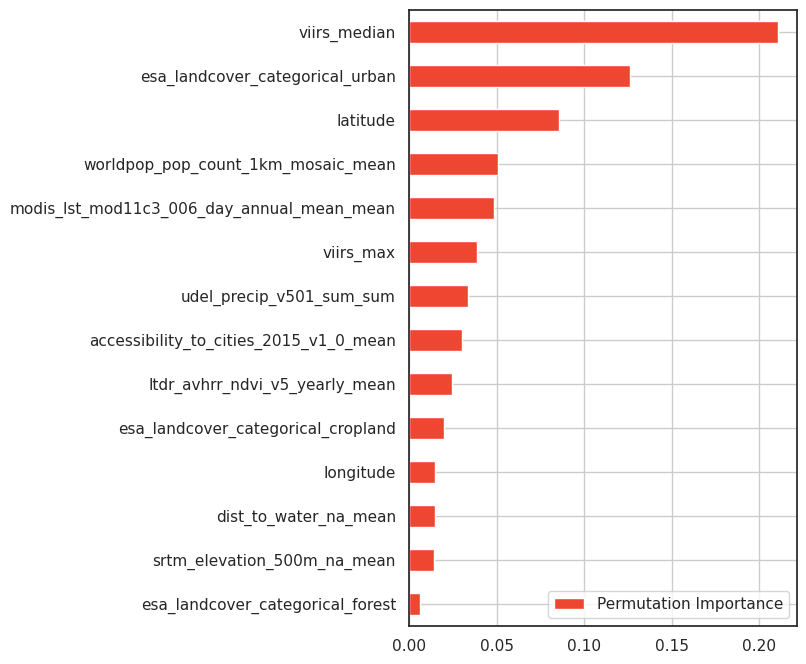 viirs_median
esa_landcover_categorical_urban
latitude
worldpop_pop_count_1km_mosaic_mean
modis_lst_mod11c3_006_day_annual_mean_mean
viirs_max
udel_precip_v501_sum_sum
accessibility_to_cities_2015_v1_0_mean
ltdr_avhrr_ndvi_v5_yearly_mean
esa_landcover_categorical_cropland
longitude
dist_to_water_na_mean
srtm_elevation_500m_na_mean
esa_landcover_categorical_forest
Permutation Importance
0.00 0.05 0.10 0.15 0.20